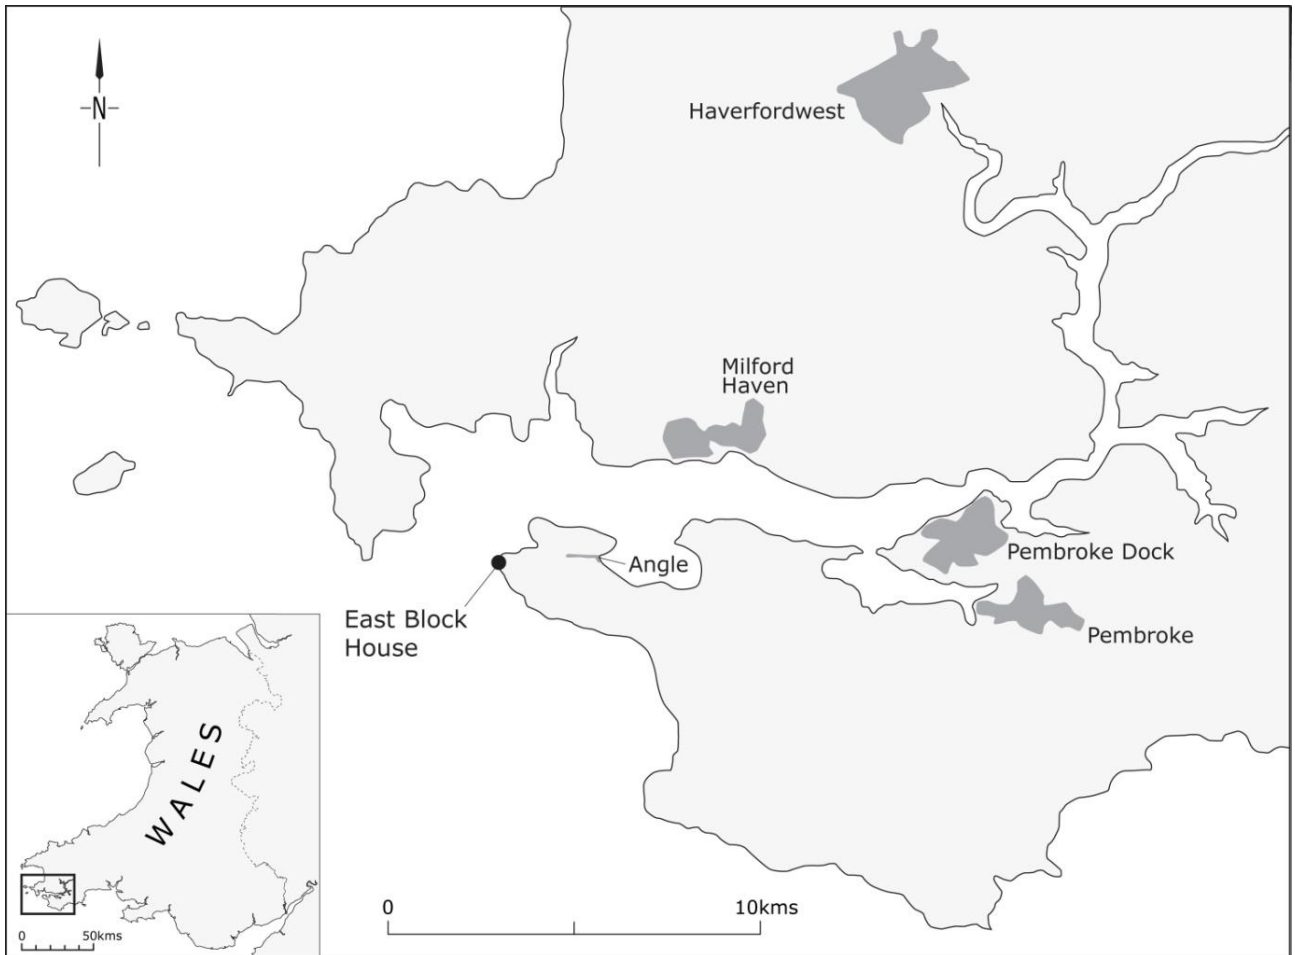 N
Haverfordwest
Milford
Haven
Pembroke Dock
Angle
East Block
House
Pembroke
WALES
0 10kms
0 50kms